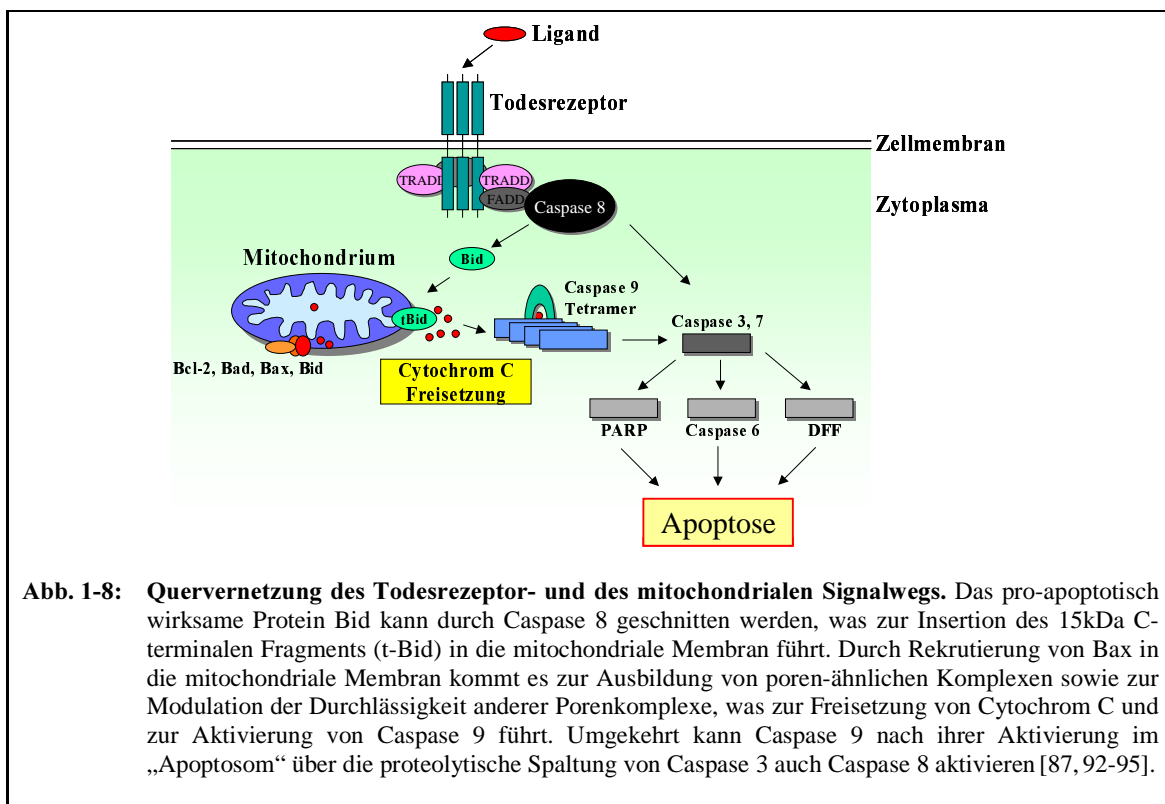 Ligand
Todesrezeptor
Zellmembran
TRADD
TRADD
FADD
Caspase 8
Zytoplasma
Mitochondrium
Bid
Caspase 9
Tetramer
tBid
Caspase 3, 7
Bcl-2, Bad, Bax, Bid
Cytochrom C
Freisetzung
PARP
Caspase 6
DFF
Apoptose
Abb. 1-8: Quervernetzung des Todesrezeptor- und des mitochondrialen Signalwegs. Das pro-apoptotisch
wirksame Protein Bid kann durch Caspase 8 geschnitten werden, was zur Insertion des 15kDa C-
terminalen Fragments (t-Bid) in die mitochondriale Membran führt. Durch Rekrutierung von Bax in
die mitochondriale Membran kommt es zur Ausbildung von poren-ähnlichen Komplexen sowie zur
Modulation der Durchlässigkeit anderer Porenkomplexe, was zur Freisetzung von Cytochrom C und
zur Aktivierung von Caspase 9 führt. Umgekehrt kann Caspase 9 nach ihrer Aktivierung im
„Apoptosom“ über die proteolytische Spaltung von Caspase 3 auch Caspase 8 aktivieren [87, 92-95].